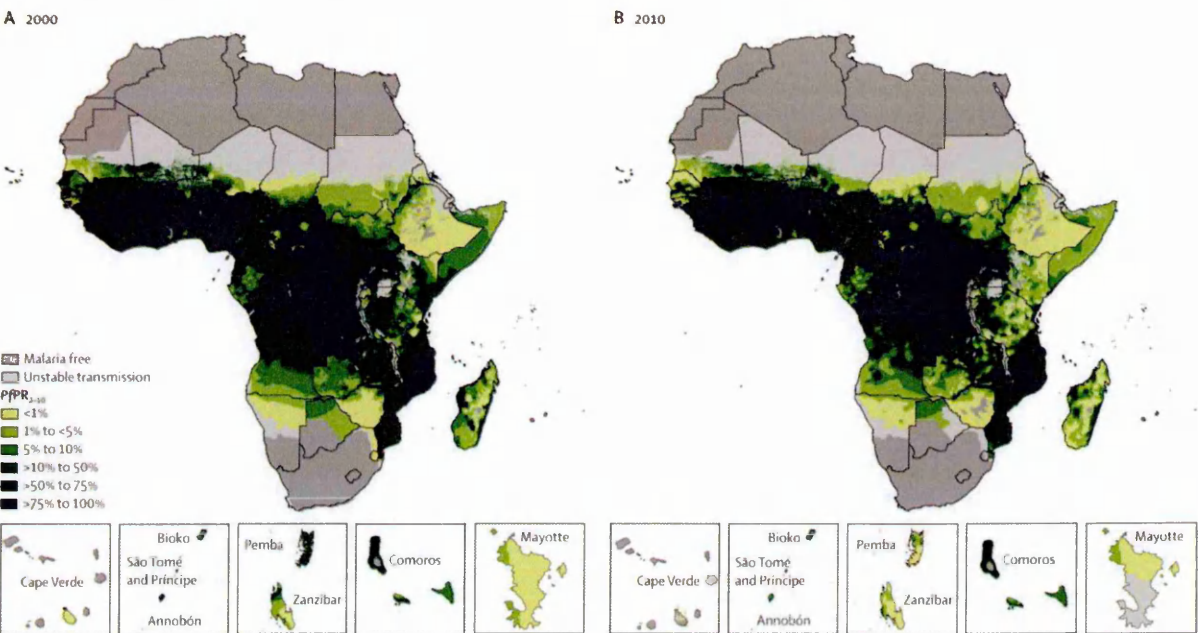 A 2000
B 2010
Malaria free
Unstable transmission
PfPR2-10
<1%
1% to <5%
5% to 10%
>10% to 50%
>50% to 75%
>75% to 100%
Cape Verde
Bioko
São Tomé
and Príncipe
Annobón
Pemba
Zanzibar
Comoros
Mayotte
Cape Verde
Bioko
São Tomé
and Príncipe
Annobón
Pemba
Zanzibar
Comoros
Mayotte